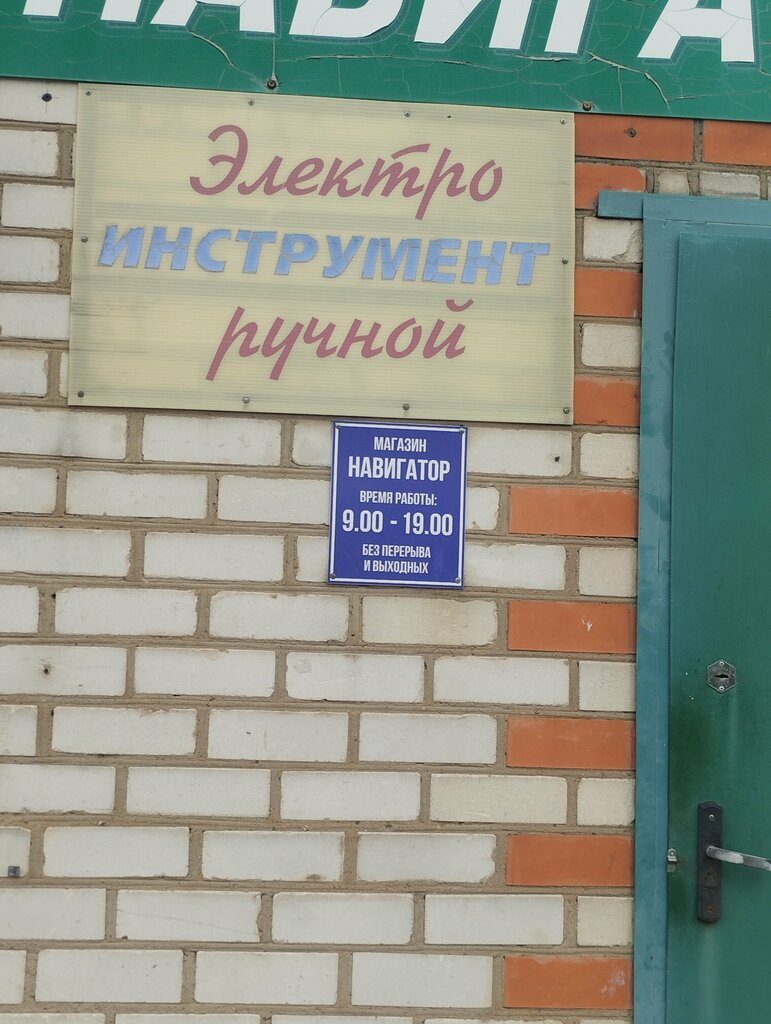 Электро
ИНСТРУМЕНТ
ручной
МАГАЗИН
НАВИГАТОР
ВРЕМЯ РАБОТЫ:
9.00 - 19.00
БЕЗ ПЕРЕРЫВА
И ВЫХОДНЫХ